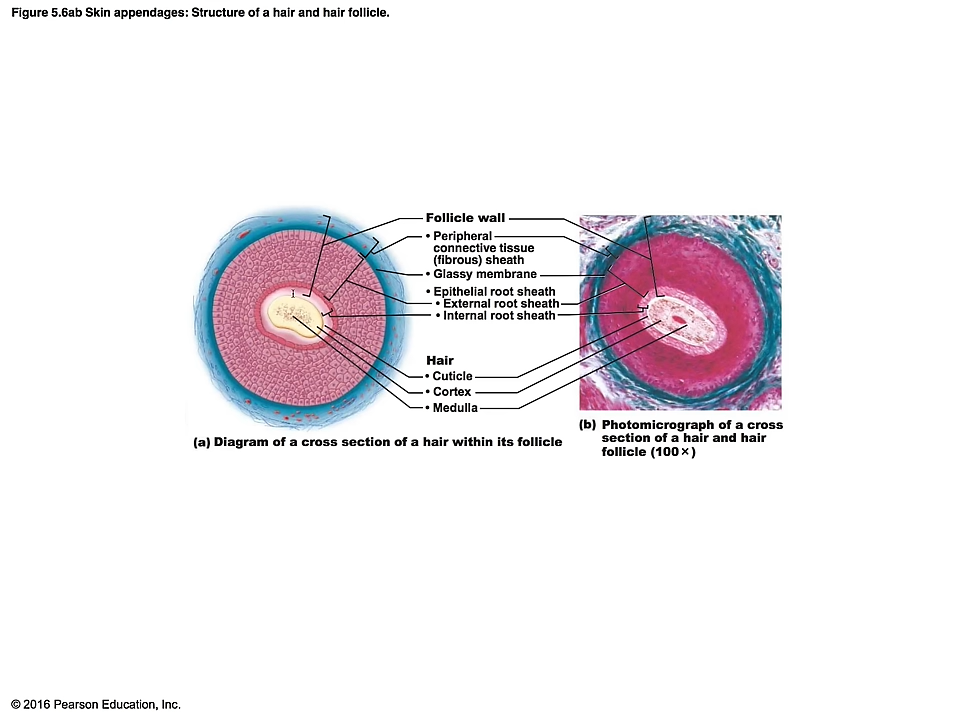 Figure 5.6ab Skin appendages: Structure of a hair and hair follicle.
Follicle wall
• Peripheral
connective tissue
(fibrous) sheath
• Glassy membrane
• Epithelial root sheath
• External root sheath
• Internal root sheath
Hair
• Cuticle
• Cortex
• Medulla
(a) Diagram of a cross section of a hair within its follicle
(b) Photomicrograph of a cross
section of a hair and hair
follicle (100×)
© 2016 Pearson Education, Inc.